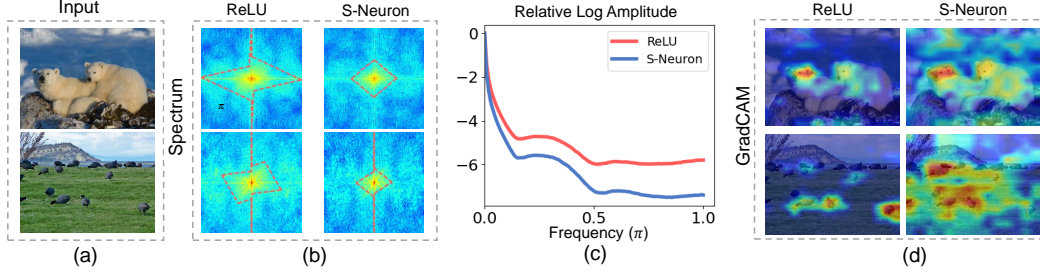 Input
(a)
Spectrum
ReLU
S-Neuron
π
(b)
Relative Log Amplitude
0
−2
−4
−6
0.0
0.5
1.0
Frequency (π)
ReLU
S-Neuron
(c)
GradCAM
ReLU
S-Neuron
(d)